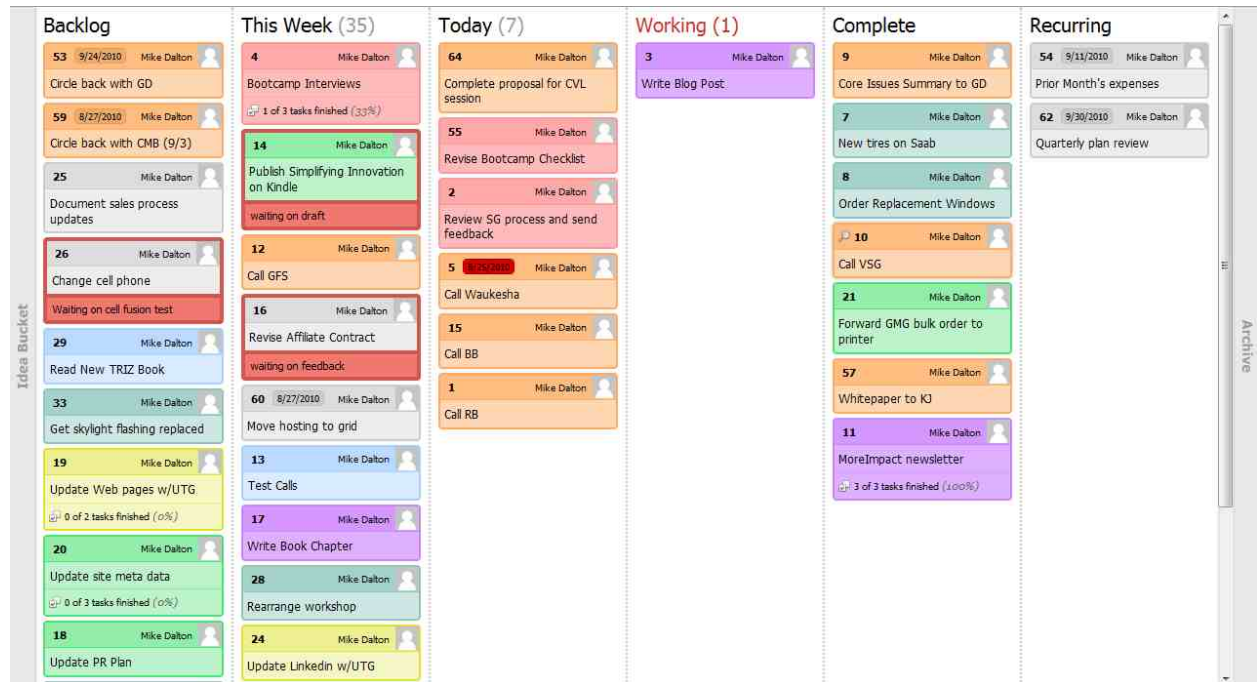 Idea Bucket
Backlog
53 9/24/2010 Mike Dalton
Circle back with GD
59 8/27/2010 Mike Dalton
Circle back with CMB (9/3)
25 Mike Dalton
Document sales process
updates
26 Mike Dalton
Change cell phone
Waiting on cell fusion test
29 Mike Dalton
Read New TRIZ Book
33 Mike Dalton
Get skylight flashing replaced
19 Mike Dalton
Update Web pages w/UTG
0 of 2 tasks finished (0%)
20 Mike Dalton
Update site meta data
0 of 3 tasks finished (0%)
18 Mike Dalton
Update PR Plan
This Week (35)
4 Mike Dalton
Bootcamp Interviews
1 of 3 tasks finished (33%)
14 Mike Dalton
Publish Simplifying Innovation
on Kindle
waiting on draft
12 Mike Dalton
Call GFS
16 Mike Dalton
Revise Affiliate Contract
waiting on feedback
60 8/27/2010 Mike Dalton
Move hosting to grid
13 Mike Dalton
Test Calls
17 Mike Dalton
Write Book Chapter
28 Mike Dalton
Rearrange workshop
24 Mike Dalton
Update Linkedin w/UTG
Today (7)
64 Mike Dalton
Complete proposal for CVL
session
55 Mike Dalton
Revise Bootcamp Checklist
2 Mike Dalton
Review SG process and send
feedback
5 8/25/2010 Mike Dalton
Call Waukesha
15 Mike Dalton
Call BB
1 Mike Dalton
Call RB
Working (1)
3 Mike Dalton
Write Blog Post
Complete
9 Mike Dalton
Core Issues Summary to GD
7 Mike Dalton
New tires on Saab
8 Mike Dalton
Order Replacement Windows
10 Mike Dalton
Call VSG
21 Mike Dalton
Forward GMG bulk order to
printer
57 Mike Dalton
Whitepaper to KJ
11 Mike Dalton
MoreImpact newsletter
3 of 3 tasks finished (100%)
Recurring
54 9/11/2010 Mike Dalton
Prior Month's expenses
62 9/30/2010 Mike Dalton
Quarterly plan review
Archive